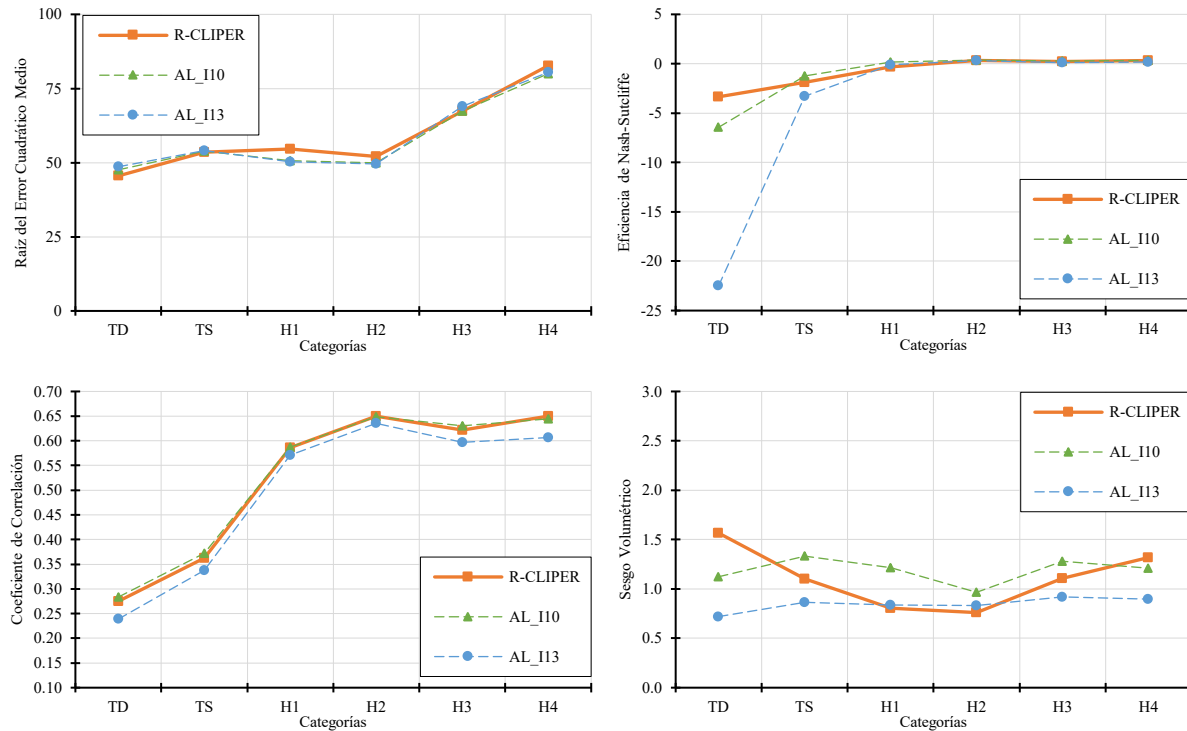 Raíz del Error Cuadrático Medio
100
75
50
25
0
R-CLIPER
AL_I10
AL_I13
TD
TS
H1
H2
H3
H4
Categorías
Eficiencia de Nash-Sutcliffe
5
0
-5
-10
-15
-20
-25
R-CLIPER
AL_I10
AL_I13
TD
TS
H1
H2
H3
H4
Categorías
Coeficiente de Correlación
0.70
0.65
0.60
0.55
0.50
0.45
0.40
0.35
0.30
0.25
0.20
0.15
0.10
R-CLIPER
AL_I10
AL_I13
TD
TS
H1
H2
H3
H4
Categorías
Sesgo Volumétrico
3.0
2.5
2.0
1.5
1.0
0.5
0.0
R-CLIPER
AL_I10
AL_I13
TD
TS
H1
H2
H3
H4
Categorías